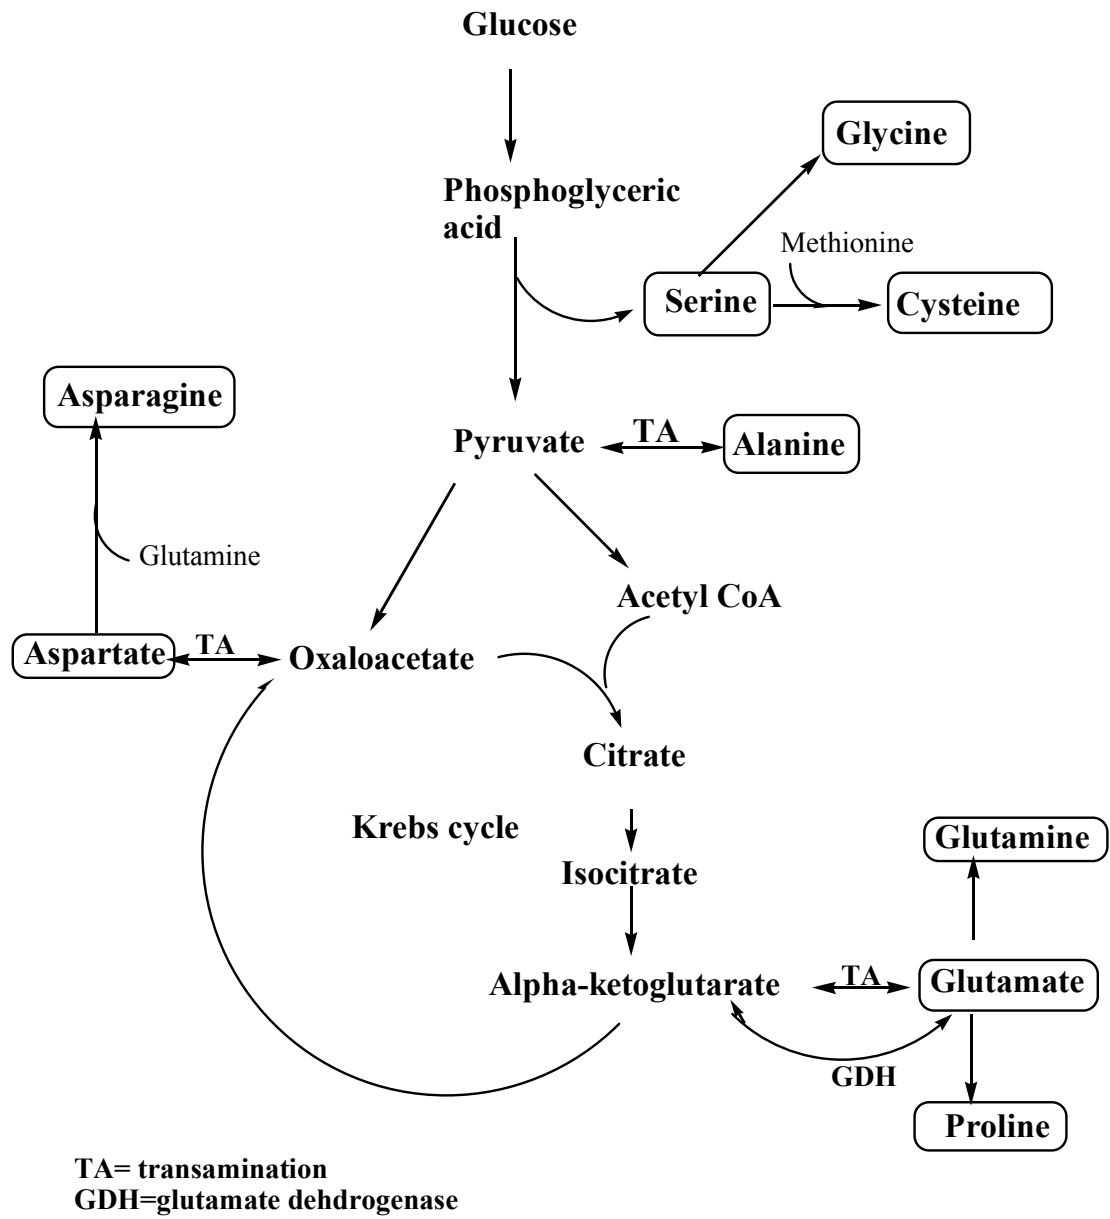 Glucose
Glycine
Phosphoglyceric
acid
Methionine
Serine
Cysteine
Asparagine
Pyruvate
TA
Alanine
Glutamine
Acetyl CoA
Aspartate
TA
Oxaloacetate
Citrate
Krebs cycle
Glutamine
Isocitrate
Alpha-ketoglutarate
TA
Glutamate
GDH
Proline
TA= transamination
GDH=glutamate dehdrogenase